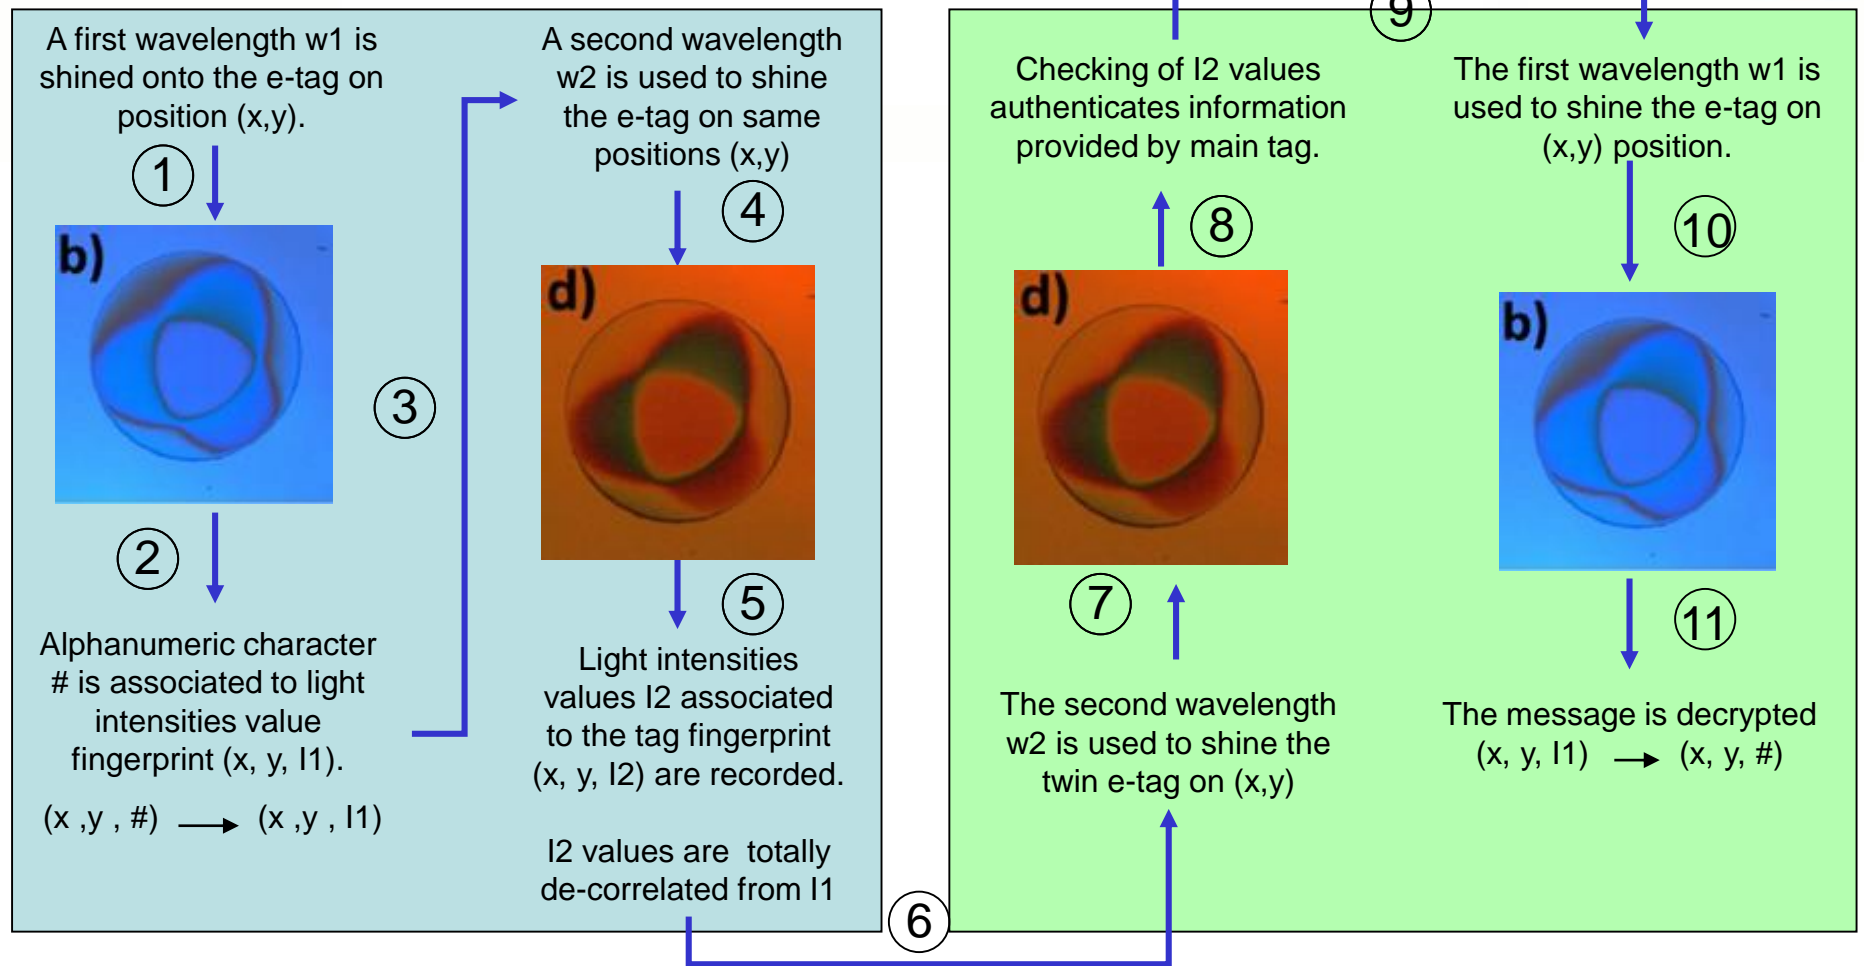 A first wavelength w1 is
shined onto the e-tag on
position (x,y).
1
b)
2
Alphanumeric character
# is associated to light
intensities value
fingerprint (x, y, I1).
(x ,y , #) → (x ,y , I1)
3
A second wavelength
w2 is used to shine
the e-tag on same
positions (x,y)
4
d)
5
Light intensities
values I2 associated
to the tag fingerprint
(x, y, I2) are recorded.
I2 values are totally
de-correlated from I1
6
The second wavelength
w2 is used to shine the
twin e-tag on (x,y)
7
d)
8
Checking of I2 values
authenticates information
provided by main tag.
9
The first wavelength w1 is
used to shine the e-tag on
(x,y) position.
10
b)
11
The message is decrypted
(x, y, I1) → (x, y, #)